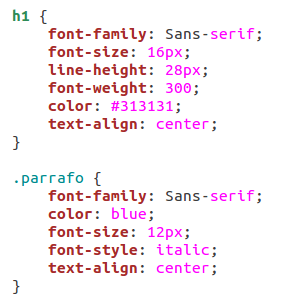 h1 {
    font-family: Sans-serif;
    font-size: 16px;
    line-height: 28px;
    font-weight: 300;
    color: #313131;
    text-align: center;
}

.parrafo {
    font-family: Sans-serif;
    color: blue;
    font-size: 12px;
    font-style: italic;
    text-align: center;
}